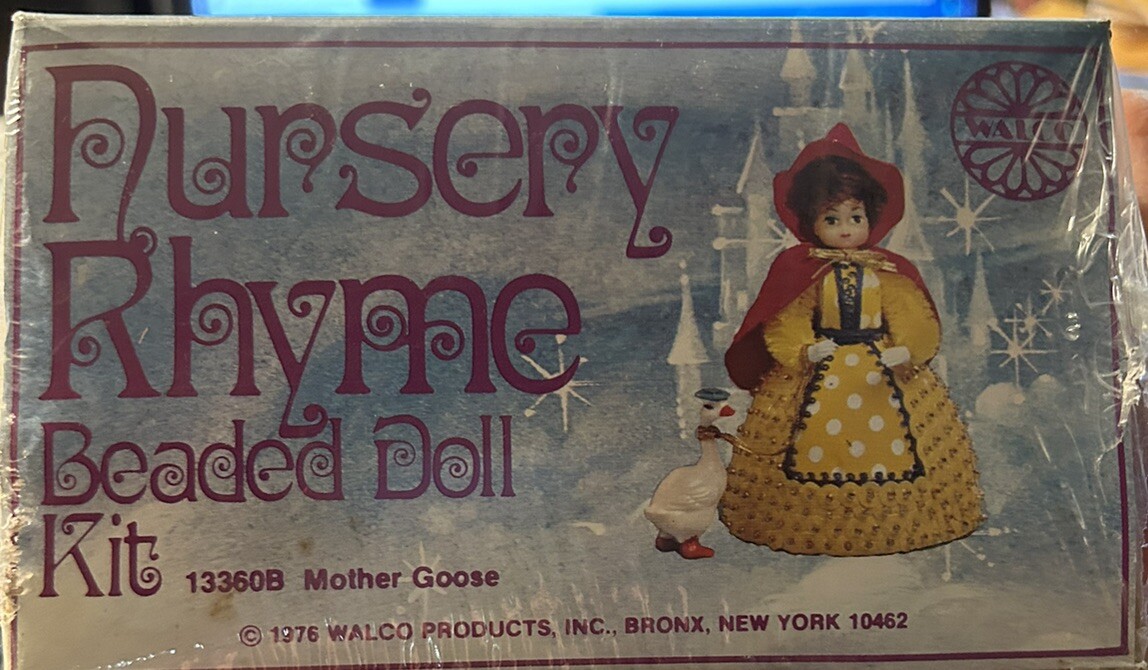 Nursery
Rhyme
Beaded Doll
Kit
13360B Mother Goose
© 1976 WALCO PRODUCTS, INC., BRONX, NEW YORK 10462
WALCO